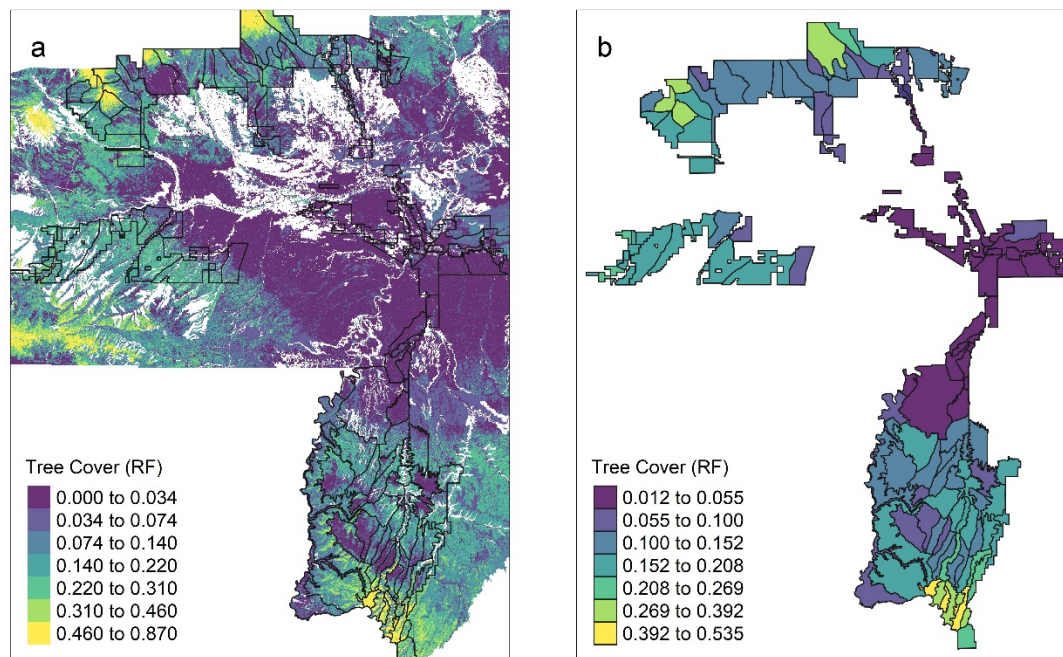 a
Tree Cover (RF)
0.000 to 0.034
0.034 to 0.074
0.074 to 0.140
0.140 to 0.220
0.220 to 0.310
0.310 to 0.460
0.460 to 0.870
b
Tree Cover (RF)
0.012 to 0.055
0.055 to 0.100
0.100 to 0.152
0.152 to 0.208
0.208 to 0.269
0.269 to 0.392
0.392 to 0.535